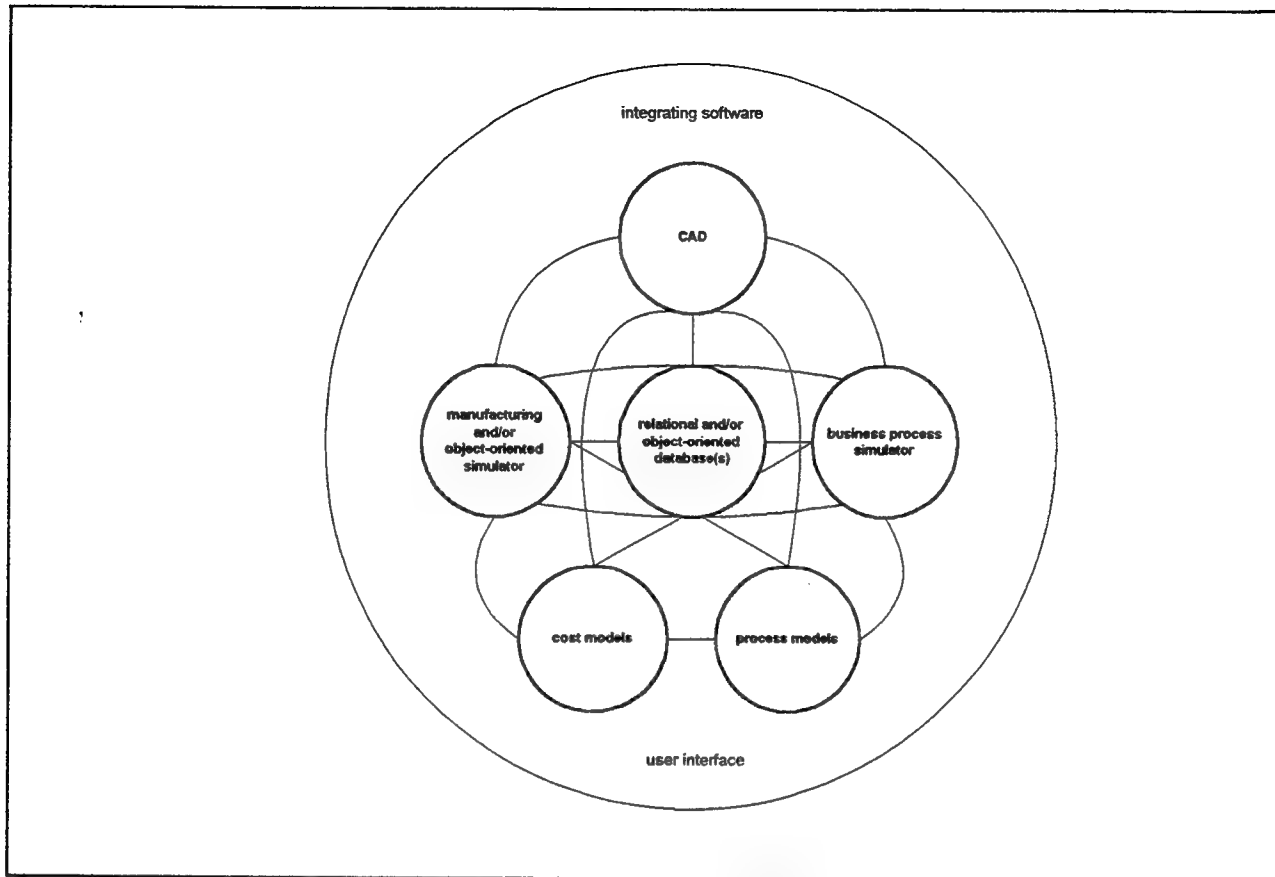 integrating software
CAD
manufacturing
and/or
object-oriented
simulator
relational and/or
object-oriented
database(s)
business process
simulator
cost models
process models
user interface